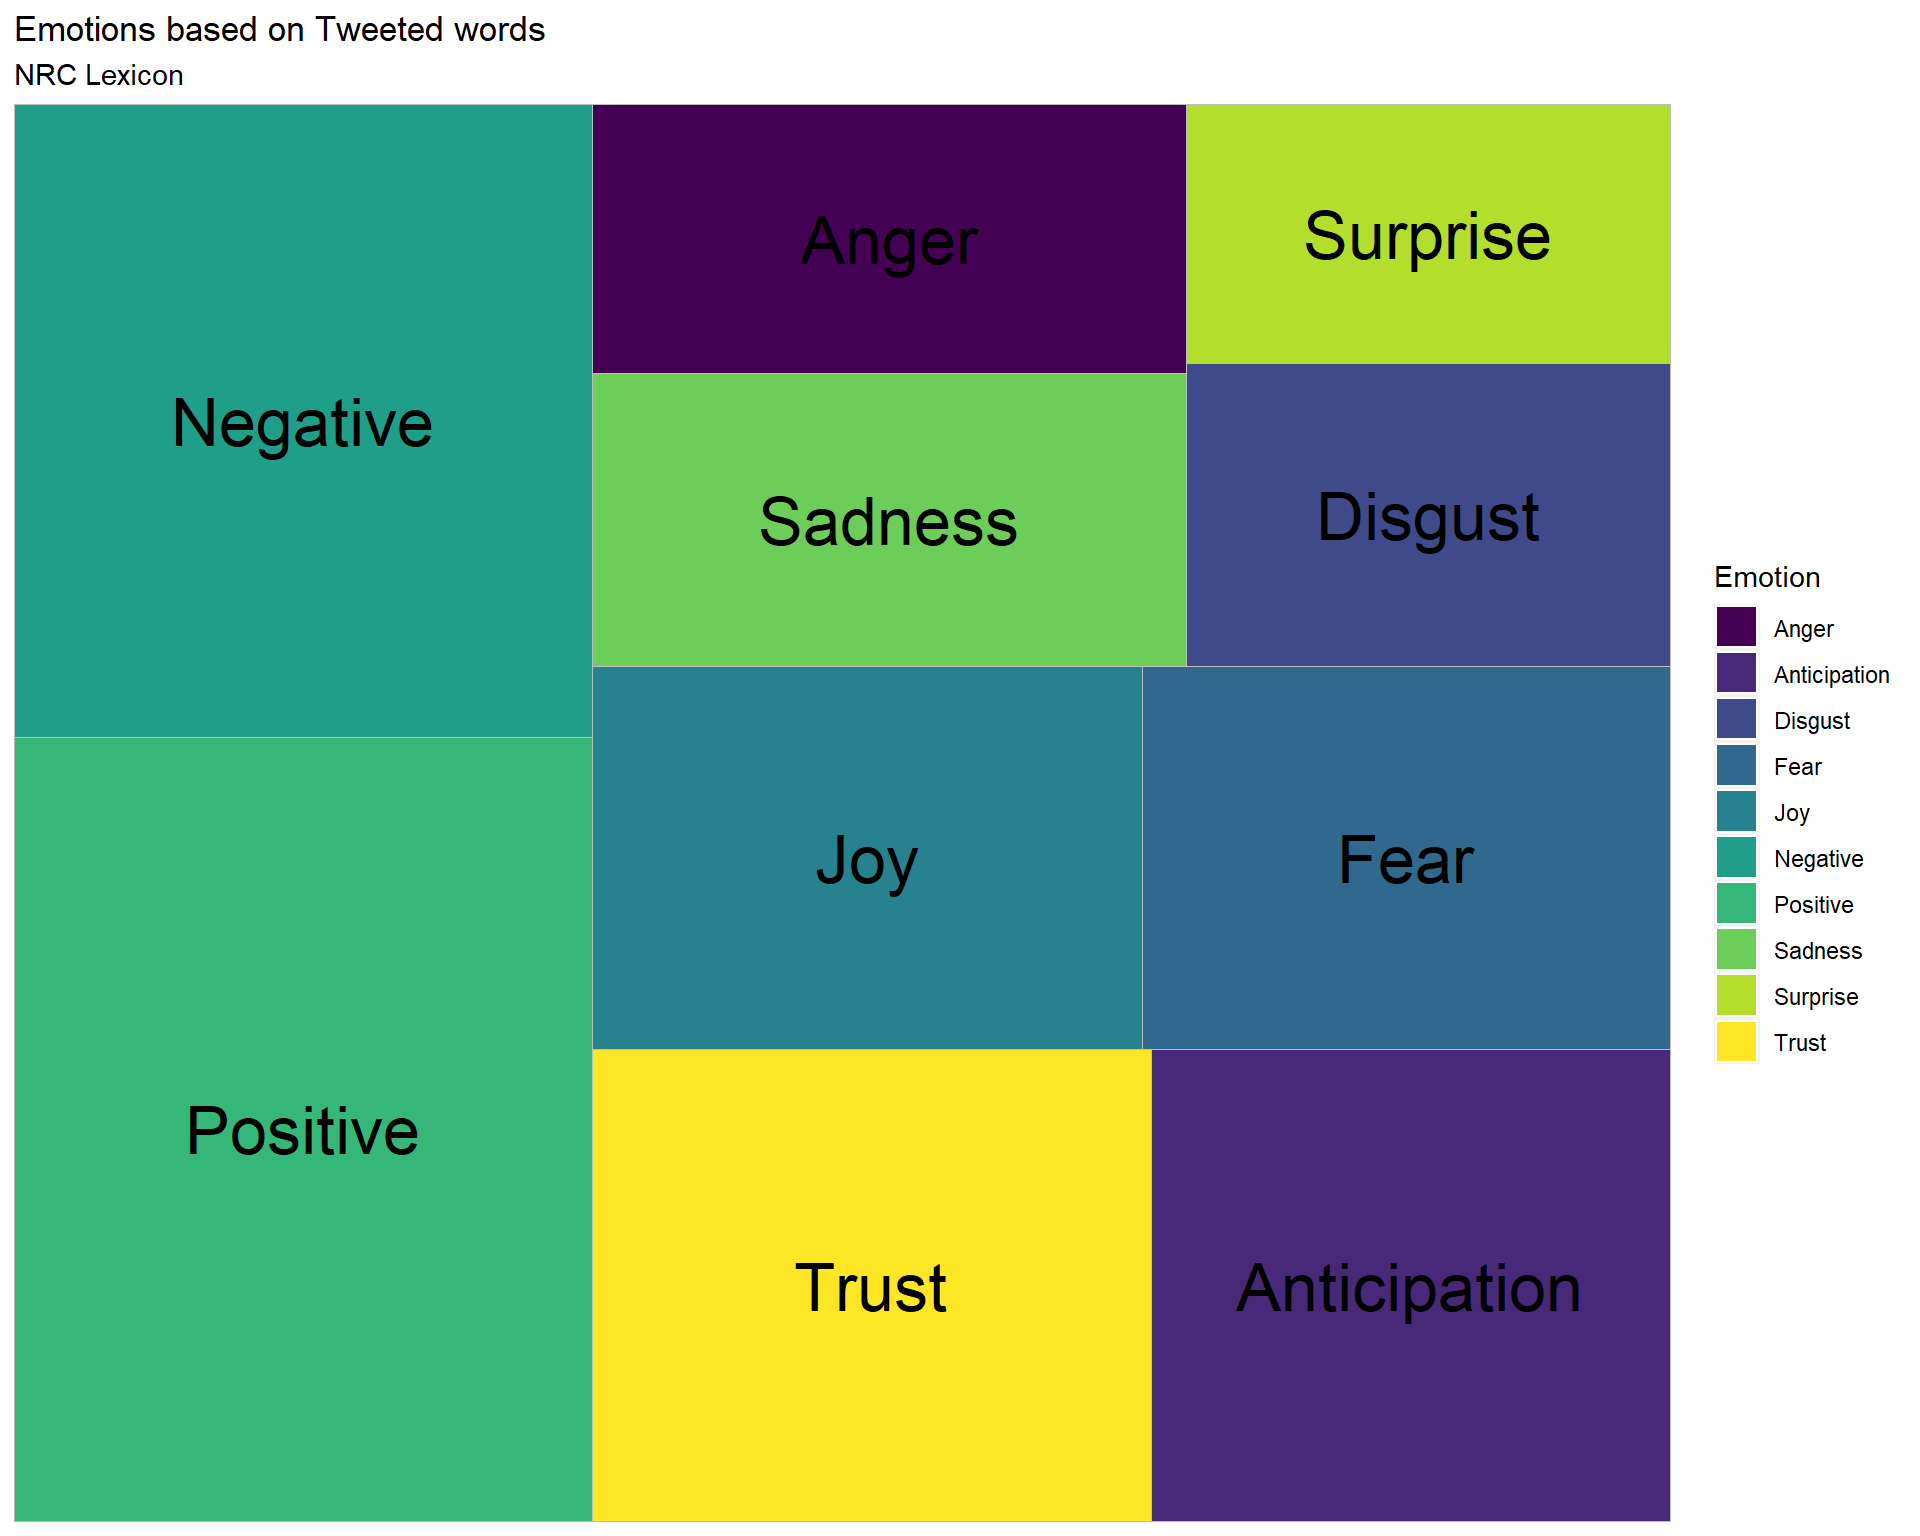 Emotions based on Tweeted words
NRC Lexicon
Negative
Anger
Surprise
Sadness
Disgust
Joy
Fear
Positive
Trust
Anticipation
Emotion
Anger
Anticipation
Disgust
Fear
Joy
Negative
Positive
Sadness
Surprise
Trust